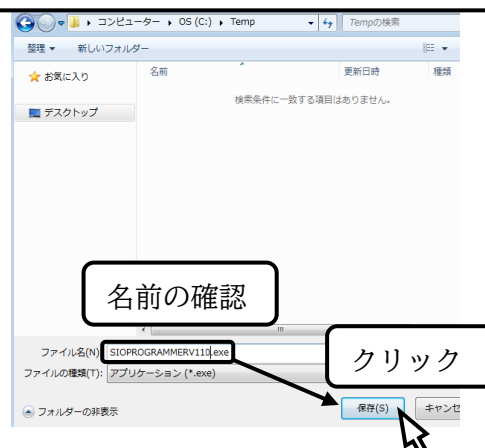 コンピューター ▸ OS (C:) ▸ Temp
Tempの検索
整理 ▼ 新しいフォルダー
お気に入り
名前 更新日時 種類
検索条件に一致する項目はありません。
デスクトップ
名前の確認
ファイル名(N): SIOPROGRAMMERV110.exe
クリック
ファイルの種類(T): アプリケーション (*.exe)
フォルダーの非表示
保存(S)
キャンセ